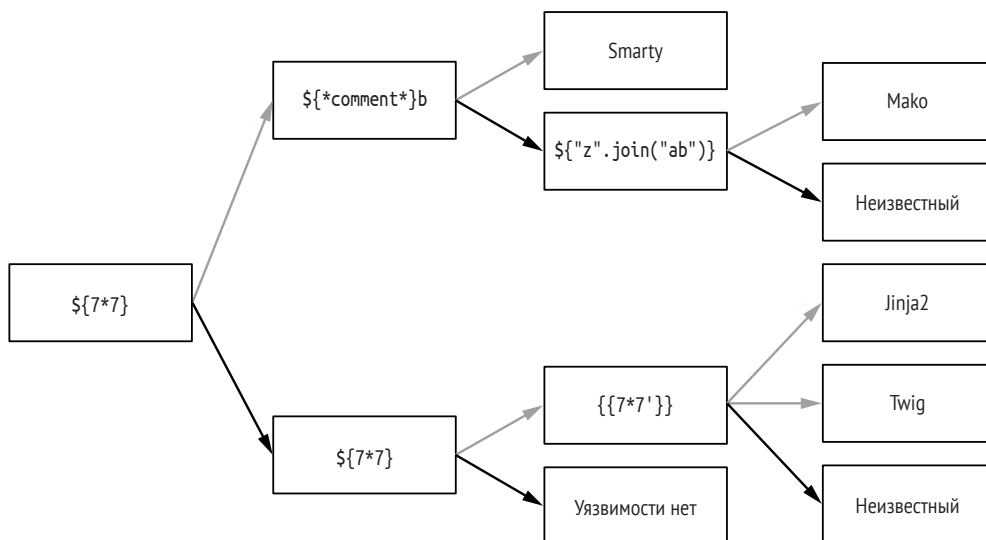 Smarty
${*comment*}b
Mako
${"z".join("ab")}
Неизвестный
${7*7}
Jinja2
{{7*7'}}
Twig
${7*7}
Уязвимости нет
Неизвестный